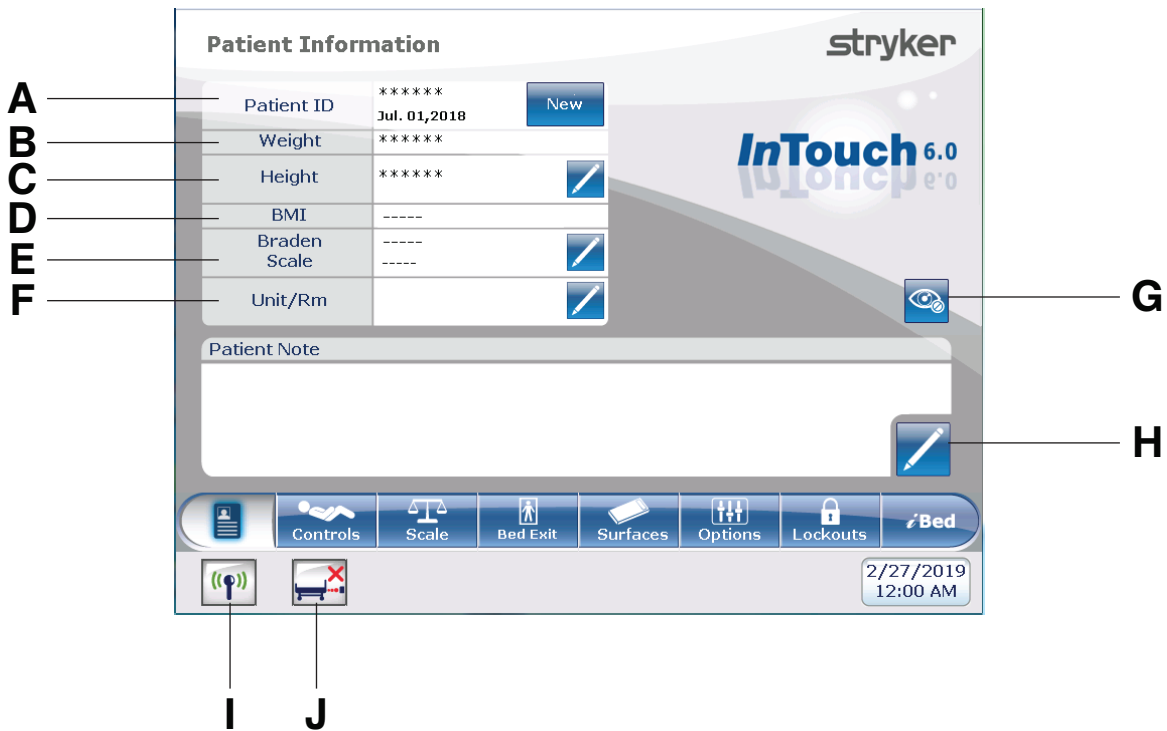 Patient Information
stryker
A
Patient ID
******
Jul. 01,2018
New
B
Weight
******
InTouch 6.0
C
Height
******
D
BMI
-----
E
Braden
Scale
-----
-----
F
Unit/Rm
G
Patient Note
H
Controls
Scale
Bed Exit
Surfaces
Options
Lockouts
iBed
2/27/2019
12:00 AM
I
J